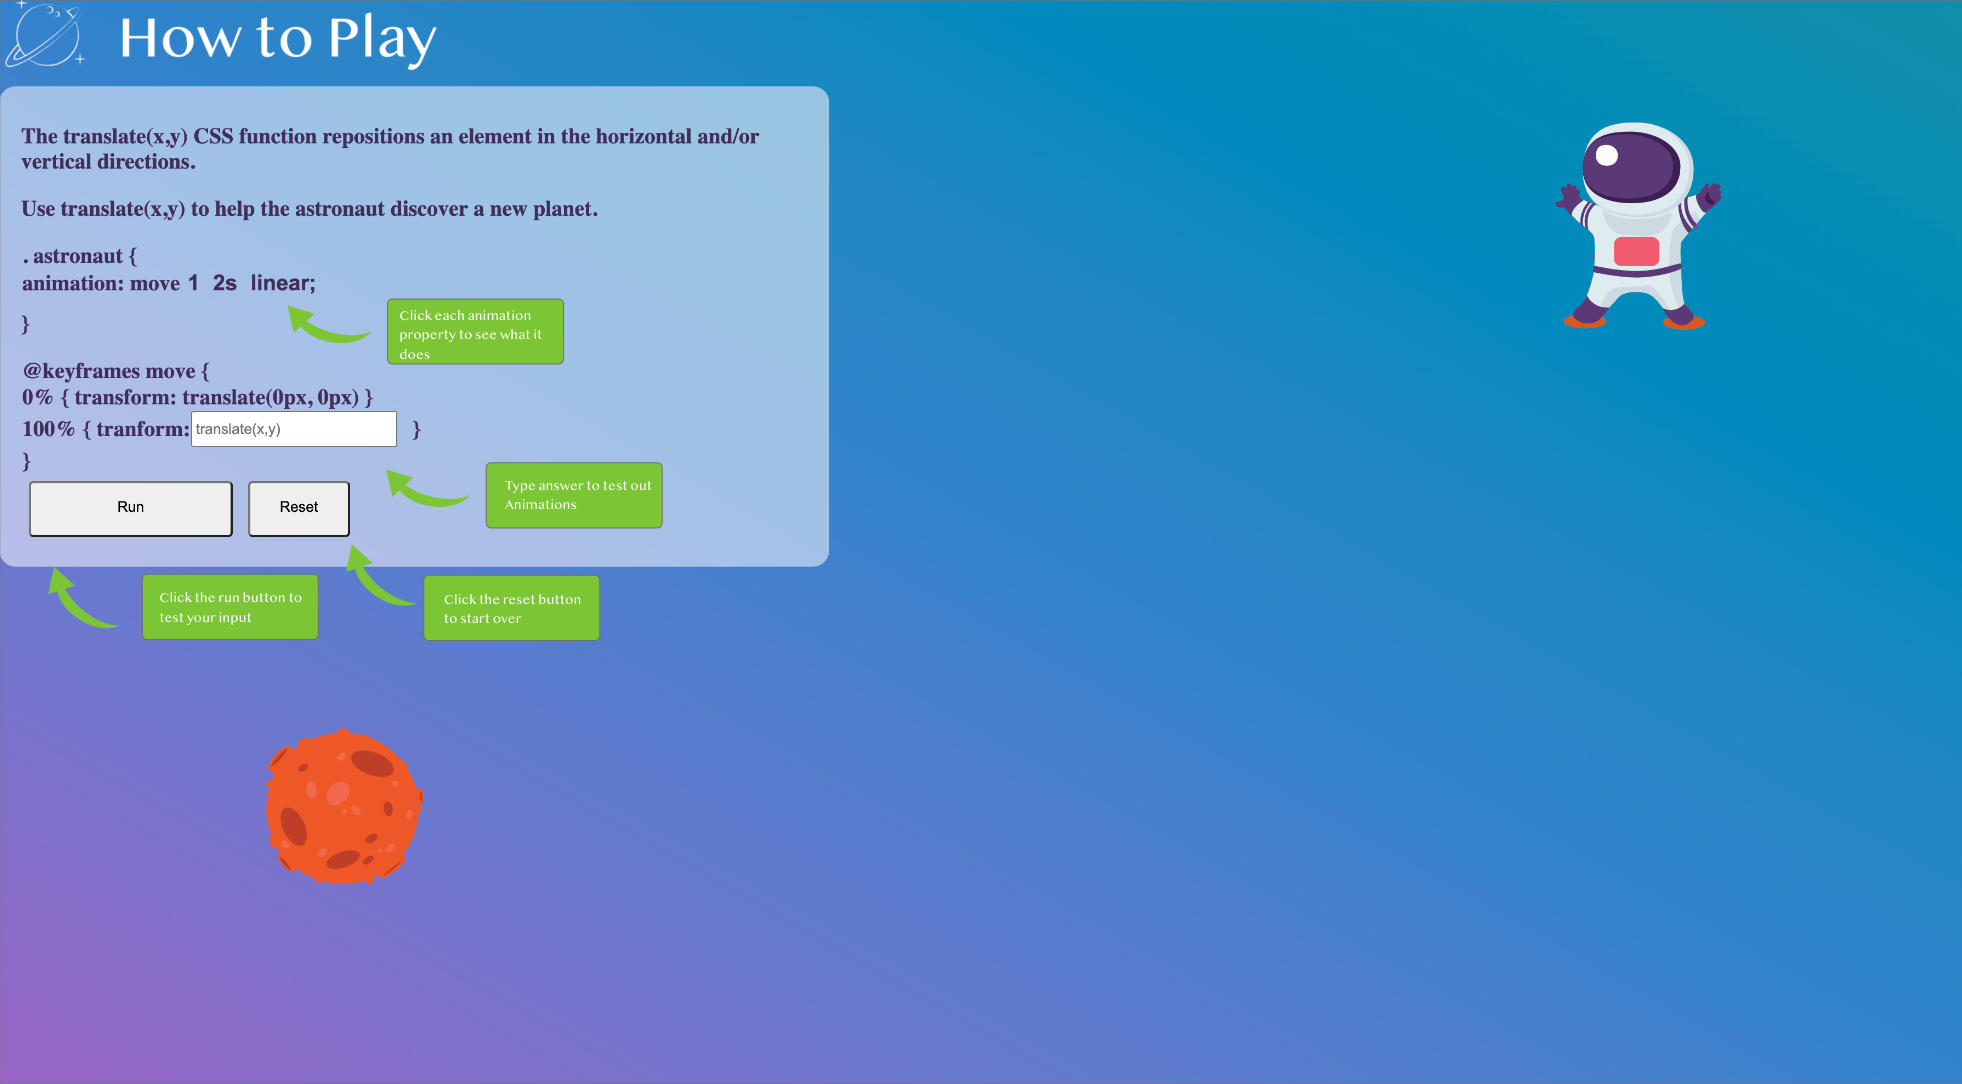 How to Play
The translate(x,y) CSS function repositions an element in the horizontal and/or
vertical directions.
Use translate(x,y) to help the astronaut discover a new planet.
. astronaut {
animation: move 1 2s linear;
Click each animation
property to see what it
does
}
@keyframes move {
0% { transform: translate(0px, 0px) }
100% { tranform: translate(x,y) }
}
Type answer to test out
Animations
Run Reset
Click the run button to
test your input
Click the reset button
to start over